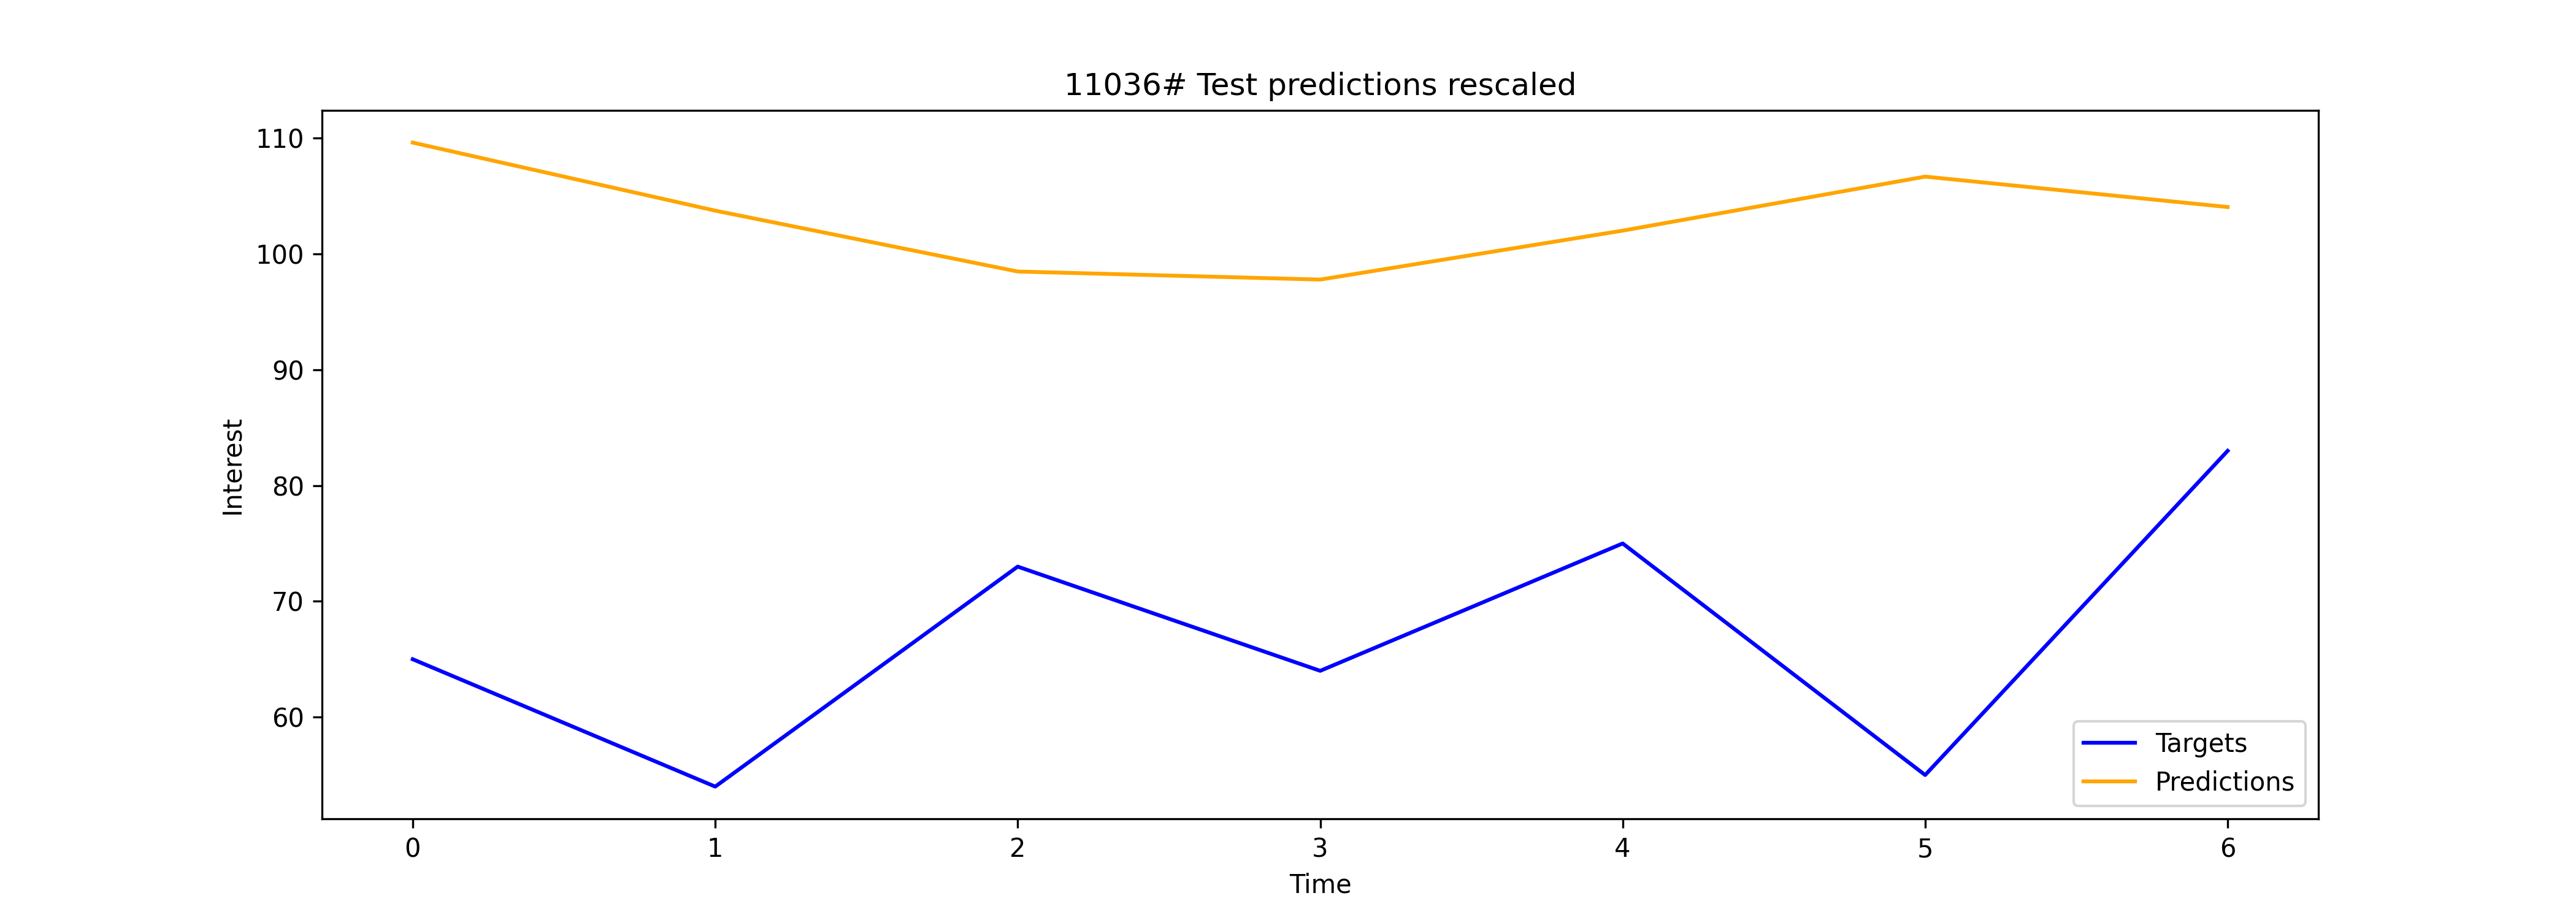 11036# Test predictions rescaled
110
100
90
80
70
60
Interest
0 1 2 3 4 5 6
Time
Targets
Predictions